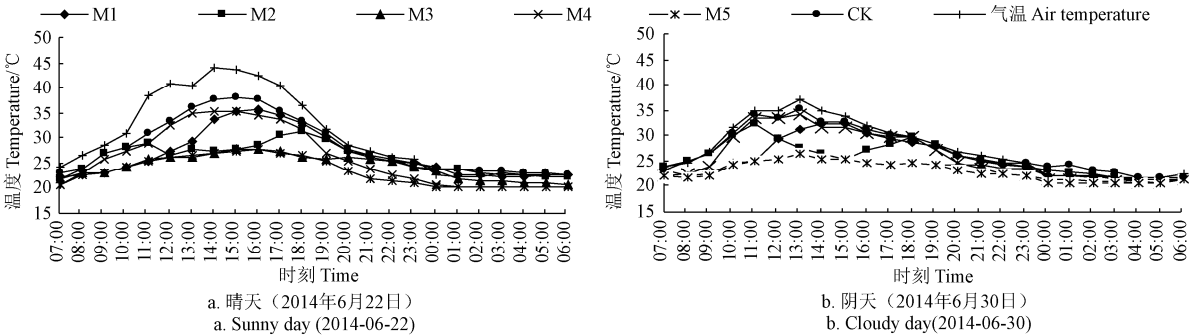 M1 M2 M3 M4 M5 CK 气温 Air temperature
温度 Temperature/℃
50
45
40
35
30
25
20
15
07:00 08:00 09:00 10:00 11:00 12:00 13:00 14:00 15:00 16:00 17:00 18:00 19:00 20:00 21:00 22:00 23:00 00:00 01:00 02:00 03:00 04:00 05:00 06:00
时刻 Time
a. 晴天（2014年6月22日）
a. Sunny day (2014-06-22)
温度 Temperature/℃
50
45
40
35
30
25
20
15
07:00 08:00 09:00 10:00 11:00 12:00 13:00 14:00 15:00 16:00 17:00 18:00 19:00 20:00 21:00 22:00 23:00 00:00 01:00 02:00 03:00 04:00 05:00 06:00
时刻 Time
b. 阴天（2014年6月30日）
b. Cloudy day(2014-06-30)